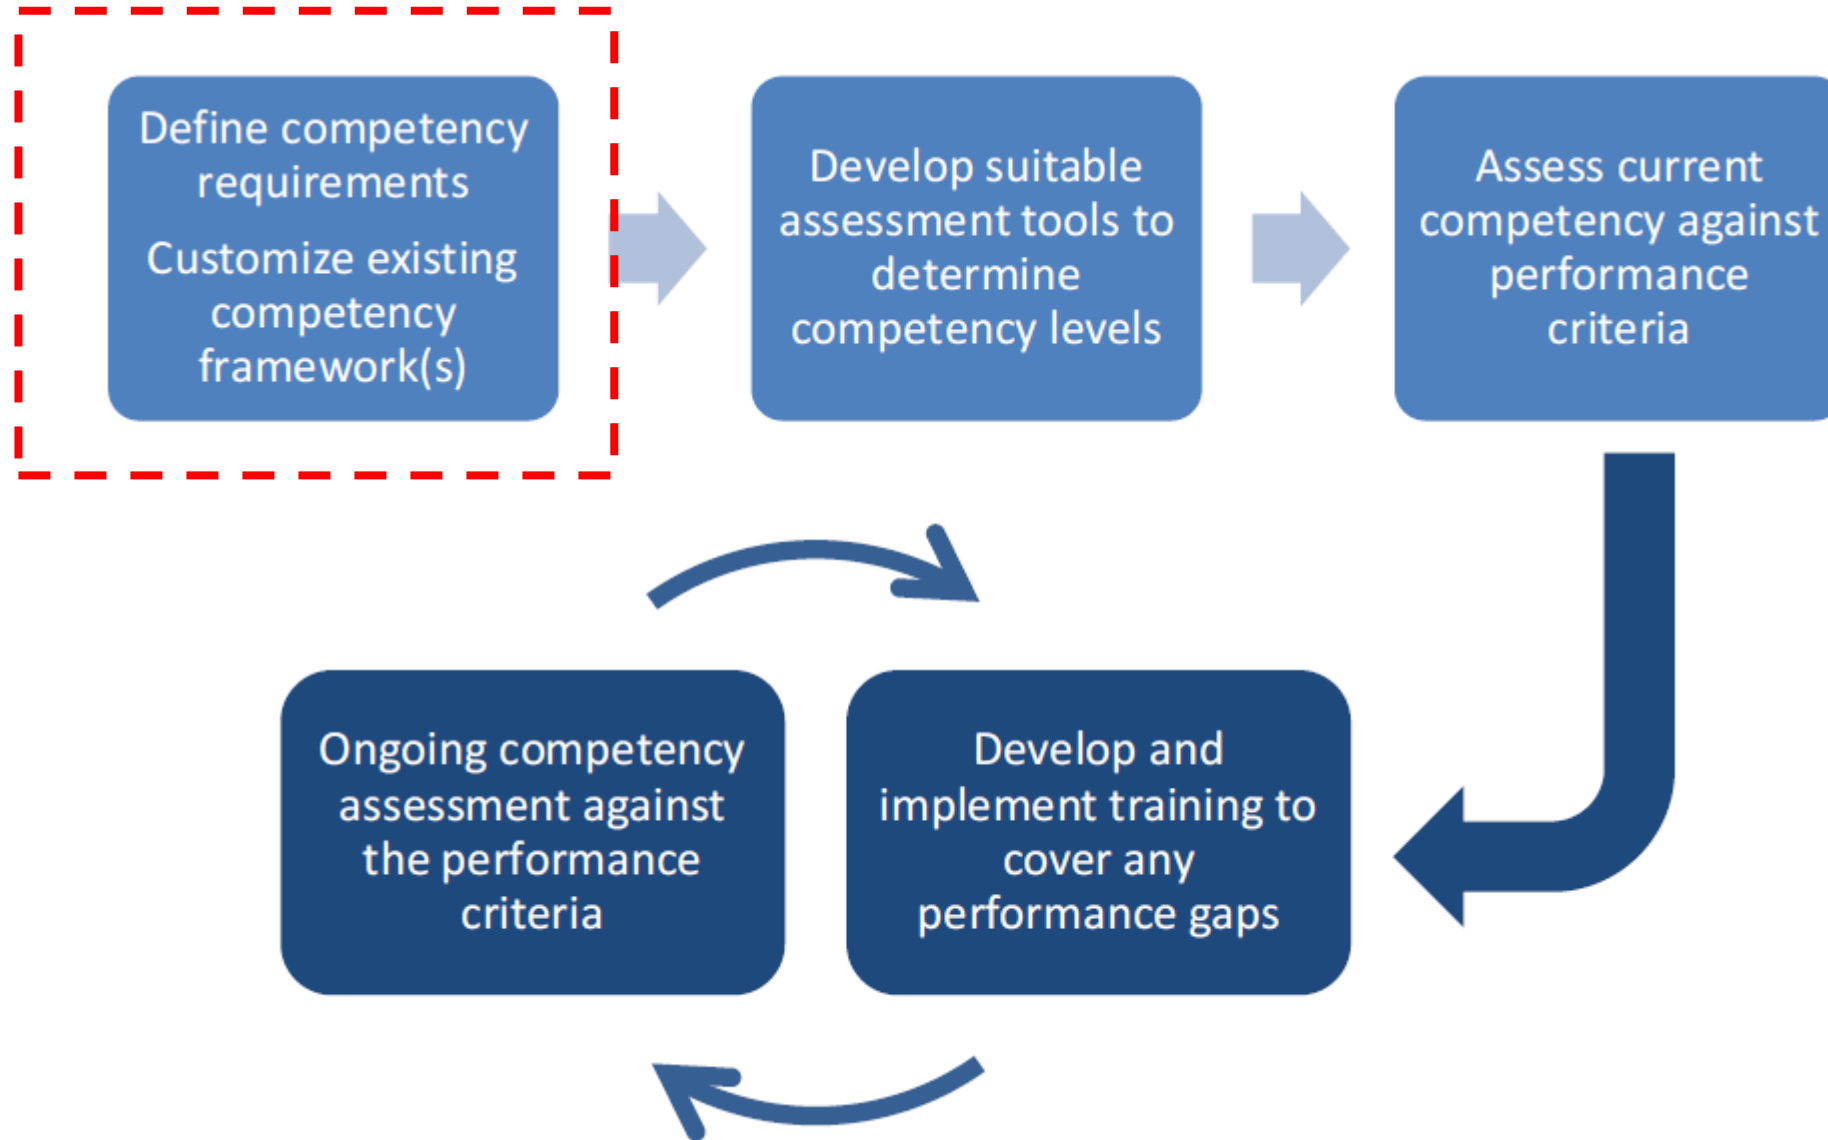 Define competency
requirements
Customize existing
competency
framework(s)
Develop suitable
assessment tools to
determine
competency levels
Assess current
competency against
performance
criteria
Ongoing competency
assessment against
the performance
criteria
Develop and
implement training to
cover any
performance gaps